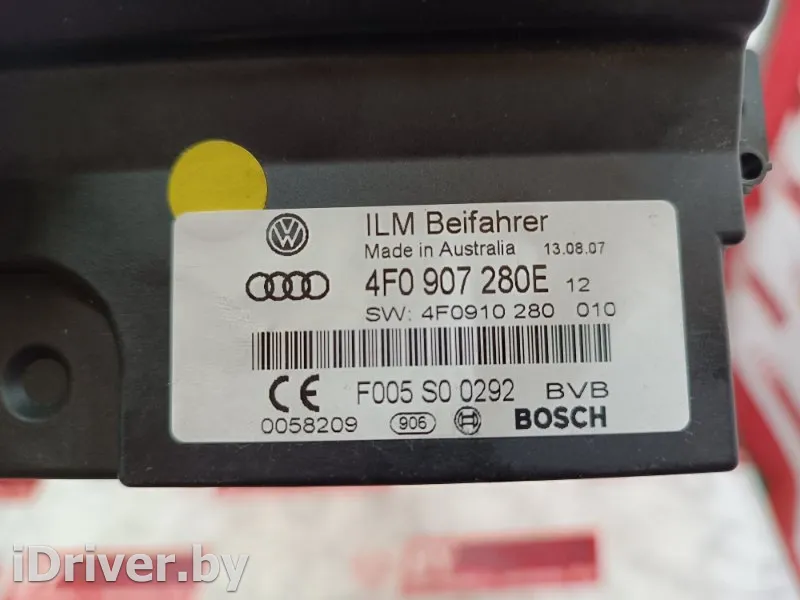 ILM Beifahrer
Made in Australia 13.08.07
4F0 907 280E 12
SW: 4F0910 280 010
CE F005 S0 0292 BVB
0058209 906 BOSCH
iDriver.by